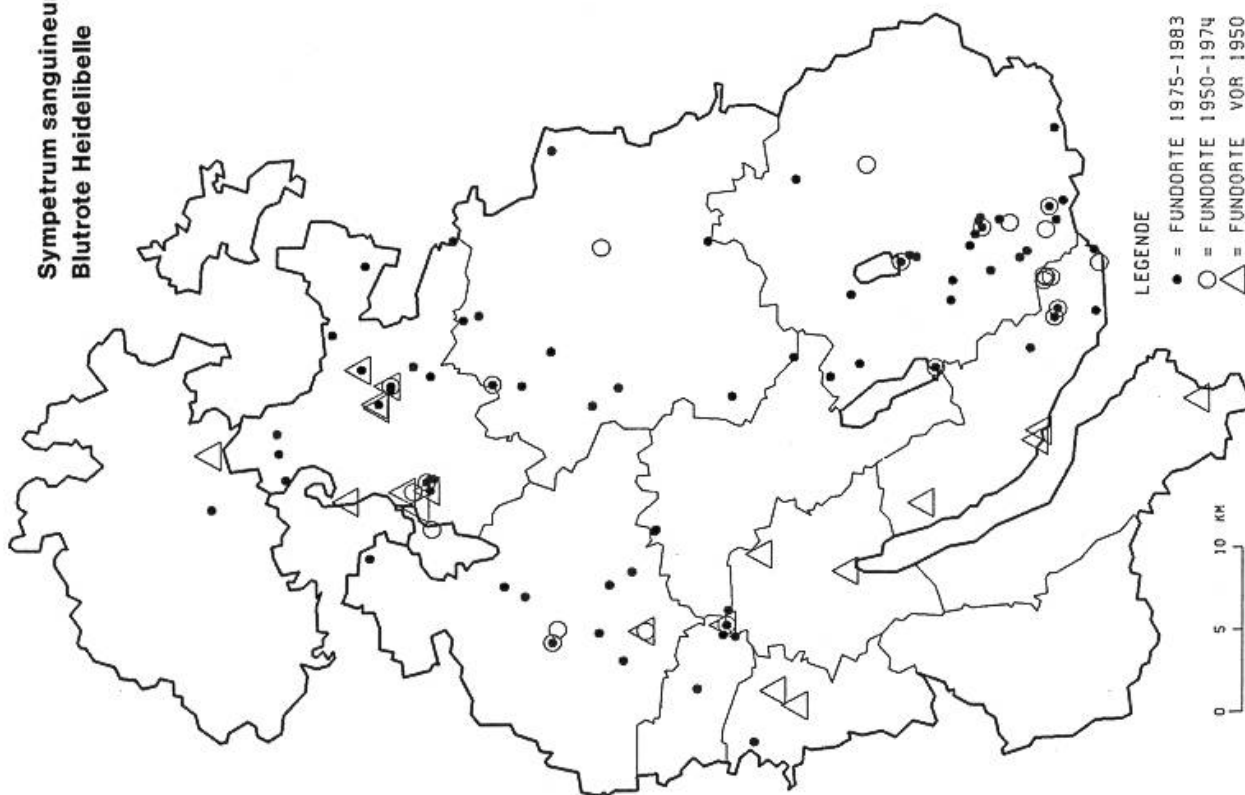 Sympetrum sanguineu
Blutrote Heidelibelle
LEGENDE
● = FUNDORTE 1975-1983
○ = FUNDORTE 1950-1974
△ = FUNDORTE VOR 1950
0 5 10 KM